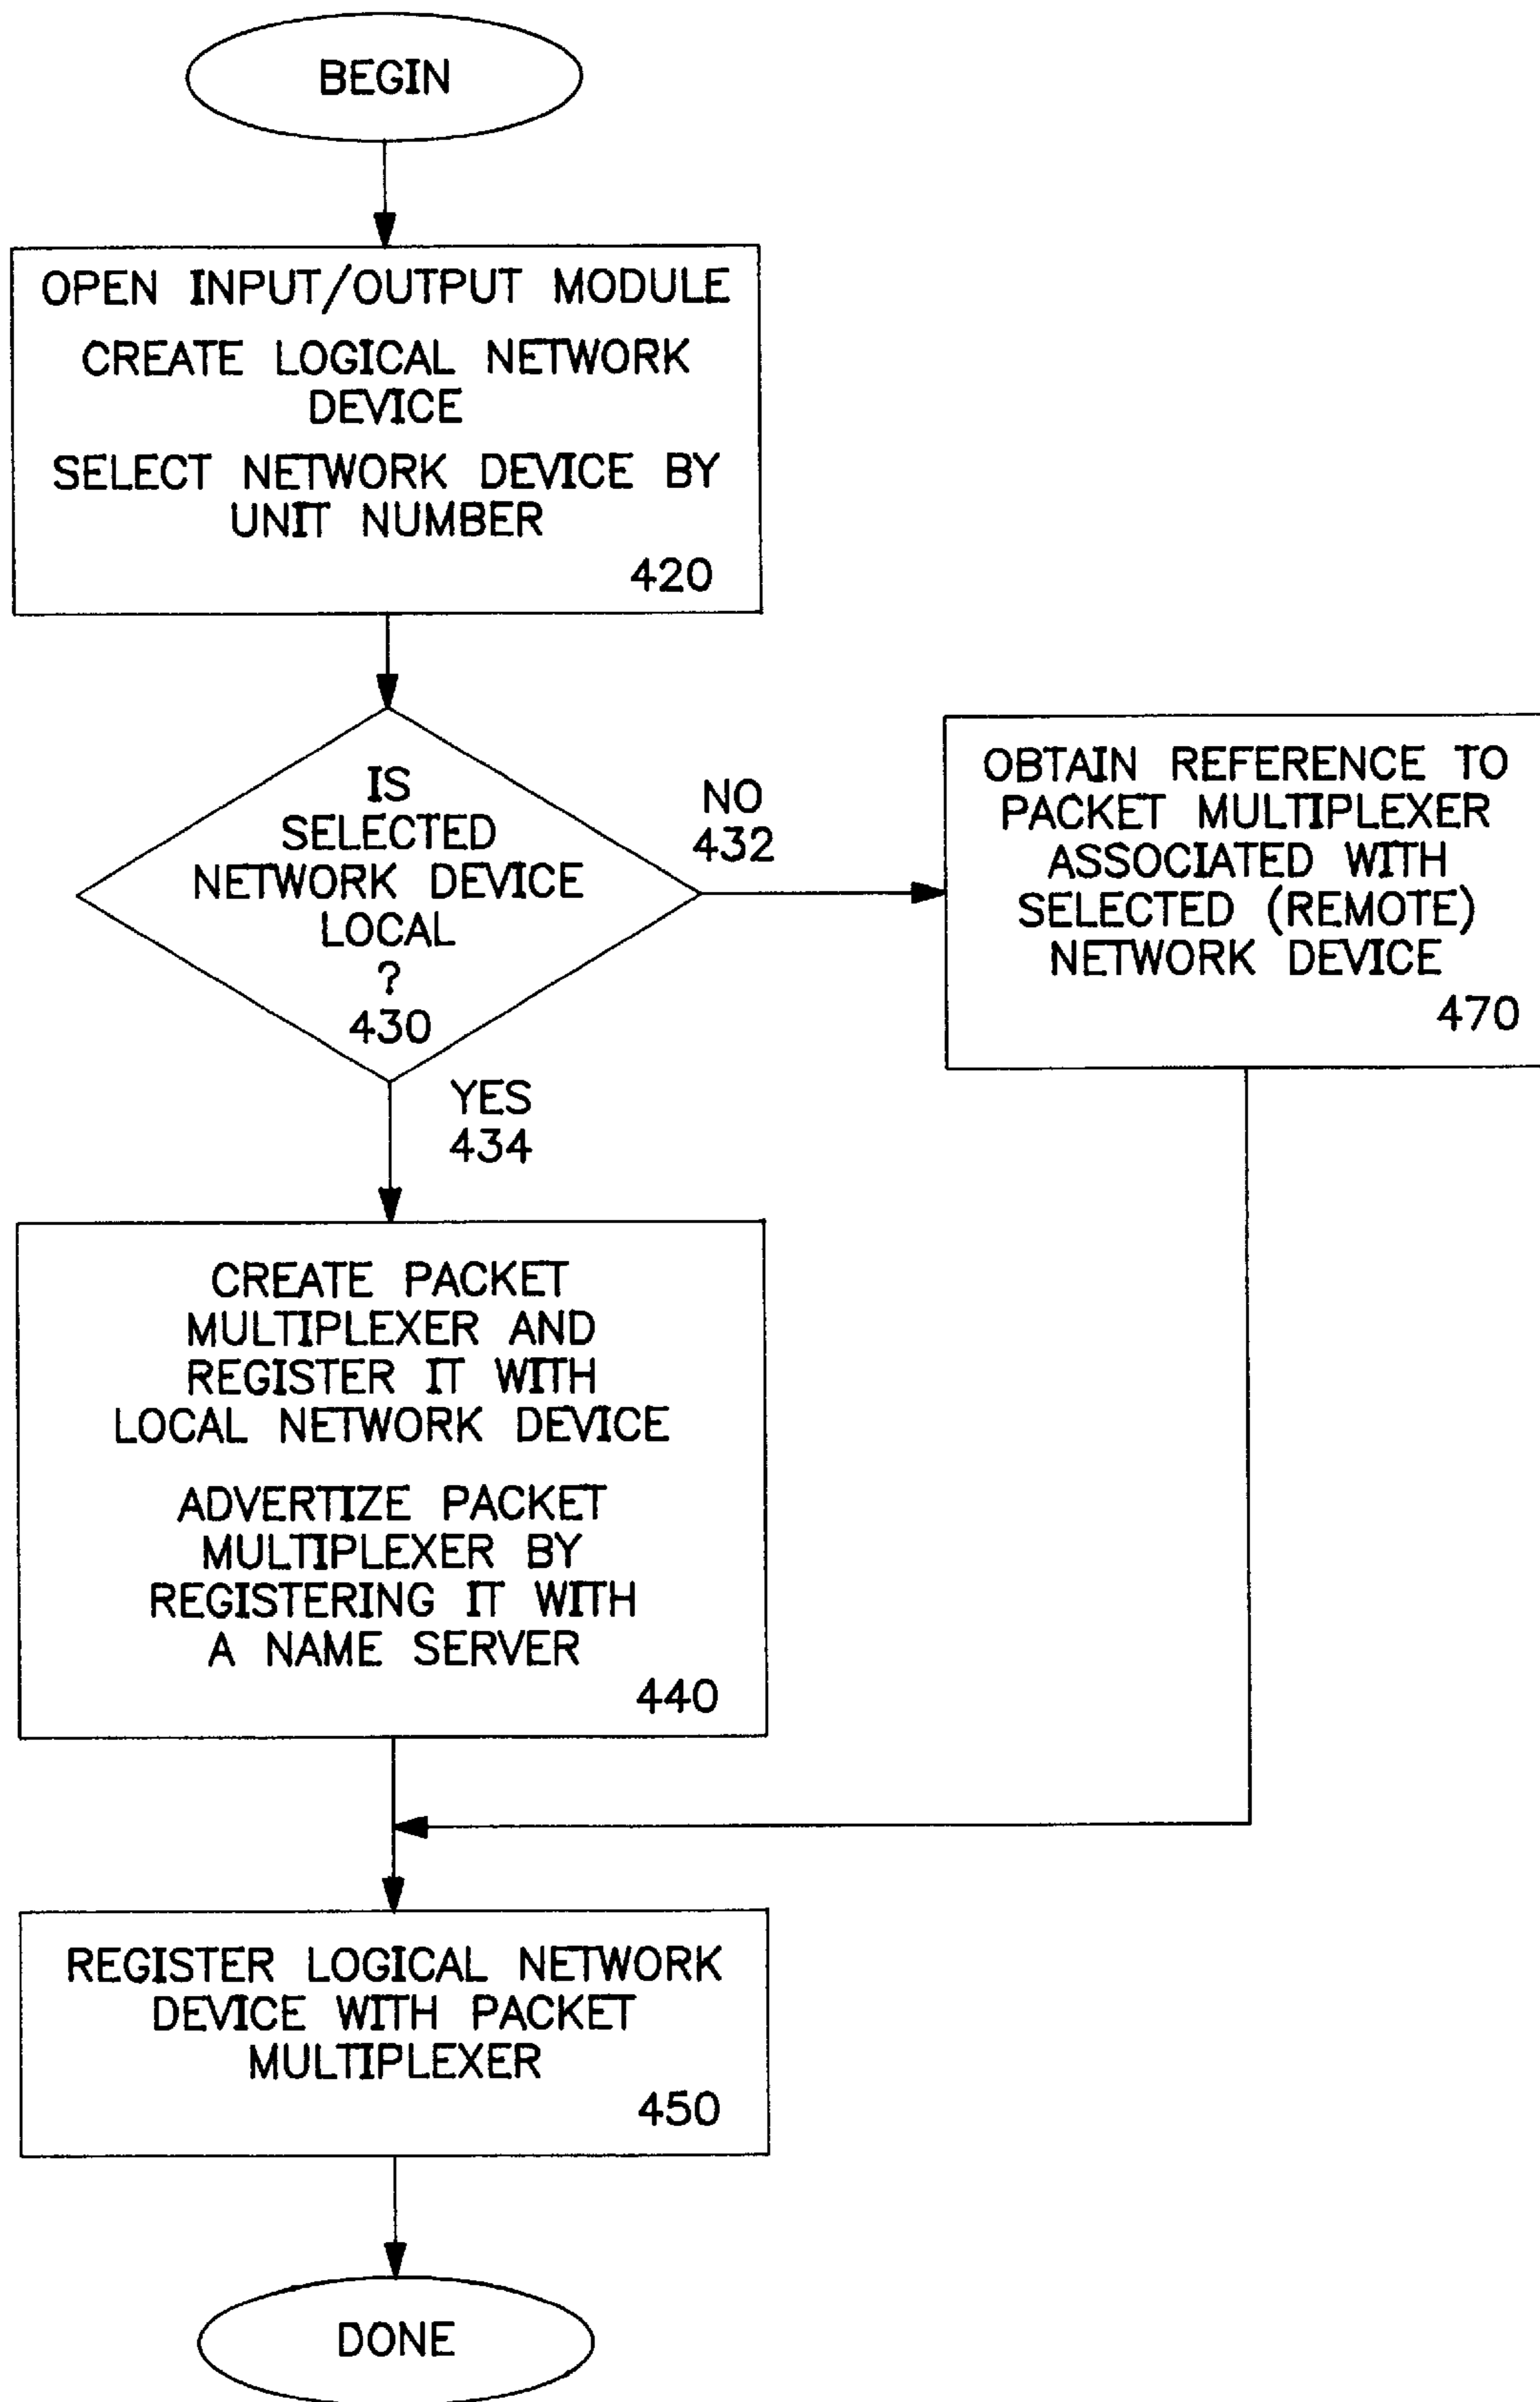 BEGIN
OPEN INPUT/OUTPUT MODULE
CREATE LOGICAL NETWORK
DEVICE
SELECT NETWORK DEVICE BY
UNIT NUMBER
420
IS
SELECTED
NETWORK DEVICE
LOCAL
?
430
NO
432
OBTAIN REFERENCE TO
PACKET MULTIPLEXER
ASSOCIATED WITH
SELECTED (REMOTE)
NETWORK DEVICE
470
YES
434
CREATE PACKET
MULTIPLEXER AND
REGISTER IT WITH
LOCAL NETWORK DEVICE
ADVERTIZE PACKET
MULTIPLEXER BY
REGISTERING IT WITH
A NAME SERVER
440
REGISTER LOGICAL NETWORK
DEVICE WITH PACKET
MULTIPLEXER
450
DONE